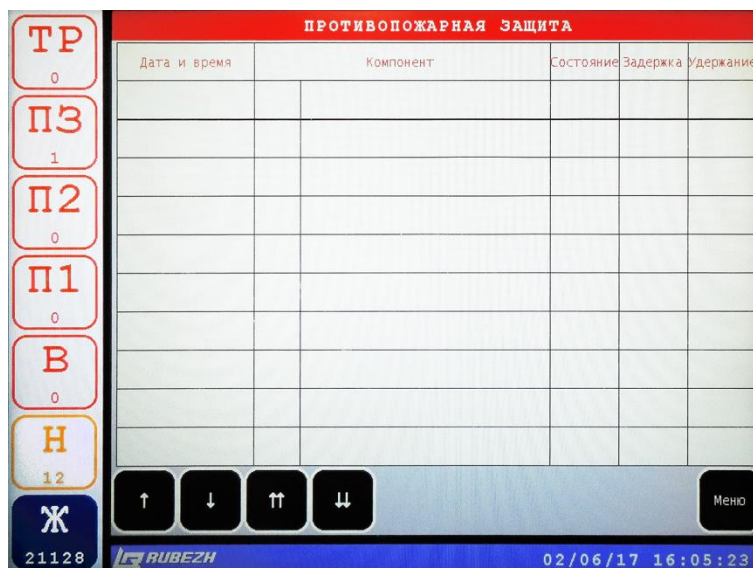 ПРОТИВОПОЖАРНАЯ ЗАЩИТА
Дата и время Компонент Состояние Задержка Удержание
ТР
0
ПЗ
1
П2
0
П1
0
В
0
Н
12
Ж
21128
↑ ↓ ⇈ ⇊ Меню
RUBEZH 02/06/17 16:05:23